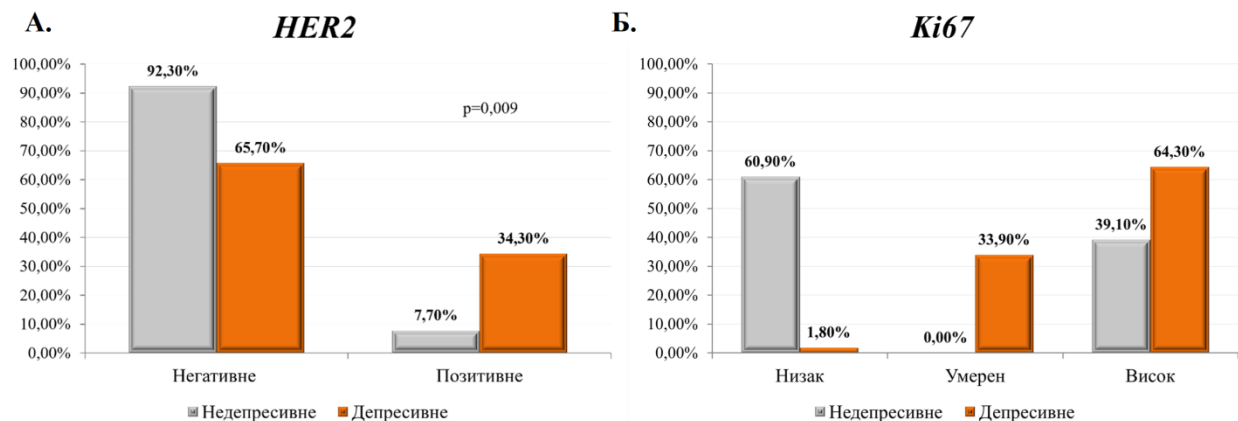 А.
HER2
100,00%
90,00%
80,00%
70,00%
60,00%
50,00%
40,00%
30,00%
20,00%
10,00%
0,00%
92,30%
65,70%
p=0,009
7,70%
34,30%
Негативне
Позитивне
Недепресивне Депресивне
Б.
Ki67
100,00%
90,00%
80,00%
70,00%
60,00%
50,00%
40,00%
30,00%
20,00%
10,00%
0,00%
60,90%
1,80%
0,00%
33,90%
39,10%
64,30%
Низак
Умерен
Висок
Недепресивне Депресивне